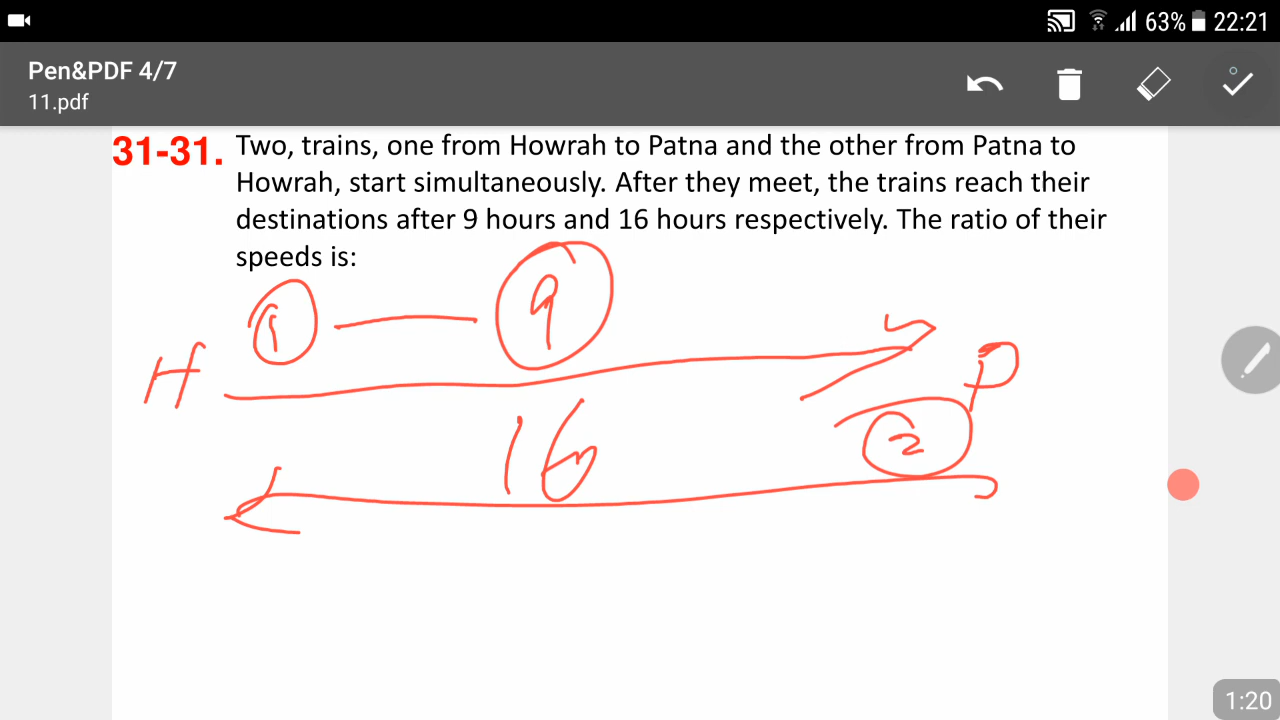 63% 22:21
Pen&PDF 4/7
11.pdf
31-31. Two, trains, one from Howrah to Patna and the other from Patna to
Howrah, start simultaneously. After they meet, the trains reach their
destinations after 9 hours and 16 hours respectively. The ratio of their
speeds is:
1 9
H P
16 2
1:20